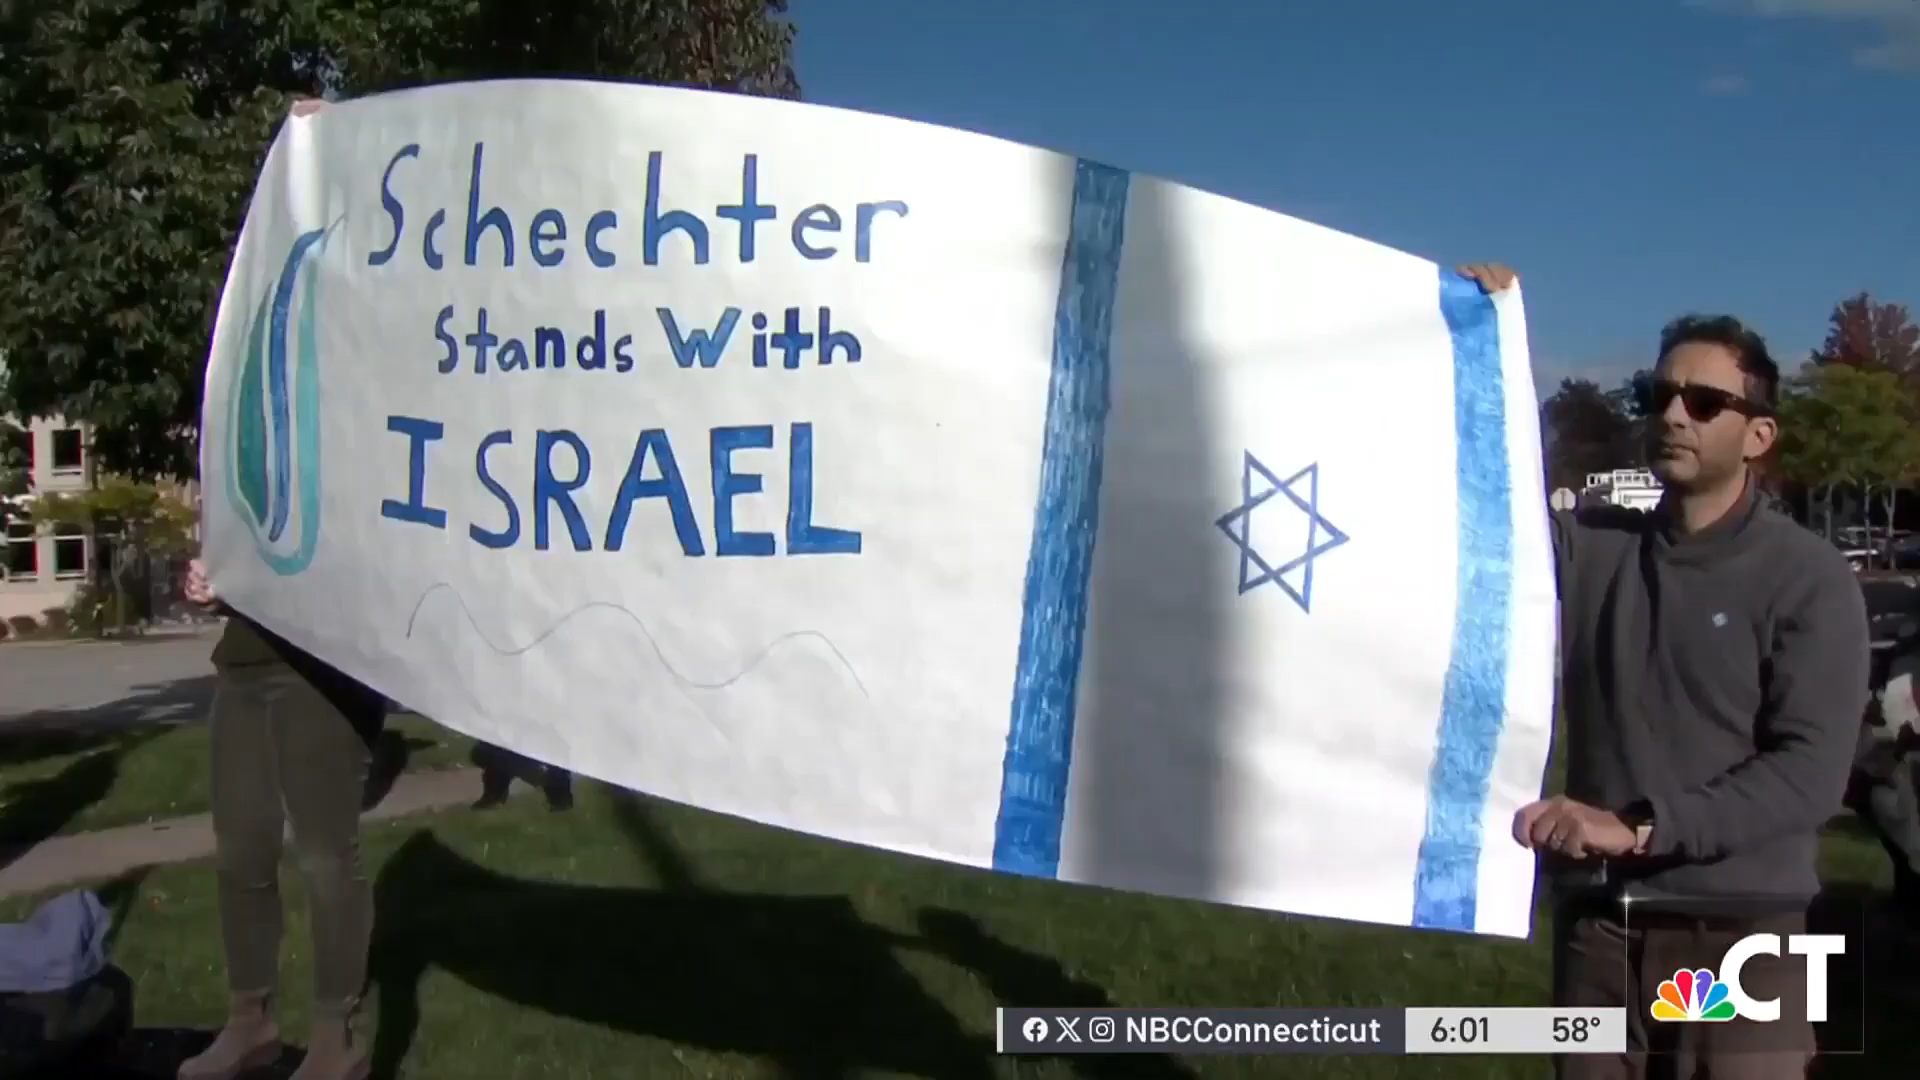 Schechter
Stands With
ISRAEL
NBCConnecticut
6:01 58°
CT